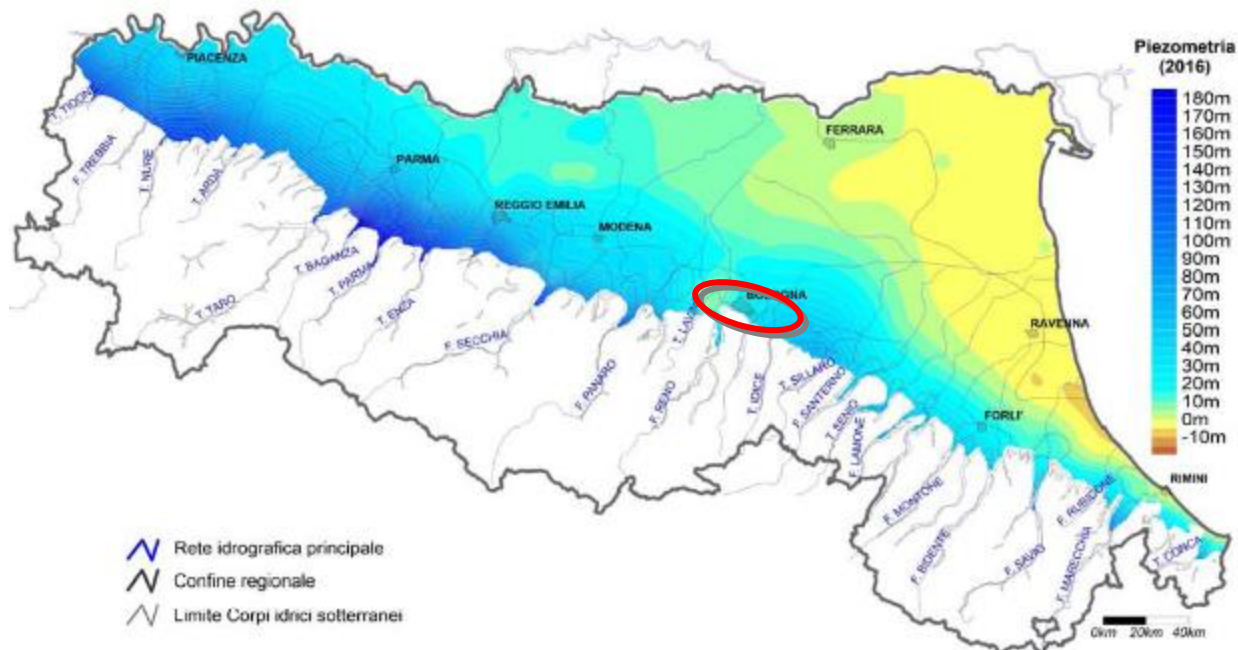 Piezometria
(2016)
180m
170m
160m
150m
140m
130m
120m
110m
100m
90m
80m
70m
60m
50m
40m
30m
20m
10m
0m
-10m
PIACENZA
T. TIDONE
F. TREBBIA
T. NURE
T. ARDA
PARMA
FERRARA
REGGIO EMILIA
MODENA
BOLOGNA
RAVENNA
T. BAGANZA
T. PARMA
T. TARO
T. ENZA
F. SECCHIA
F. PANARO
F. RENO
T. IDICE
T. SILLARO
F. SANTERNO
T. SENIO
F. LAMONE
FORLI'
RIMINI
F. MONTONE
F. BIDENTE
F. SAVIO
F. RUBICONE
F. MARECCHIA
T. CONCA
Rete idrografica principale
Confine regionale
Limite Corpi idrici sotterranei
0km 20km 40km